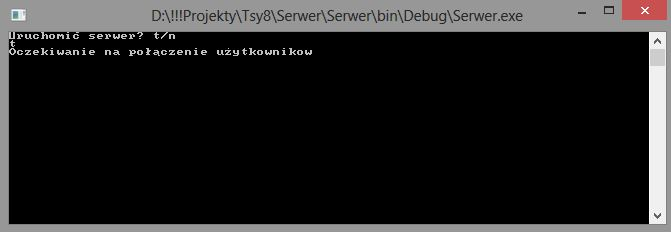 D:\!!!Projekty\Tsy8\Serwer\Serwer\bin\Debug\Serwer.exe
Uruchomić serwer? t/n
t
Oczekiwanie na połączenie użytkownikow